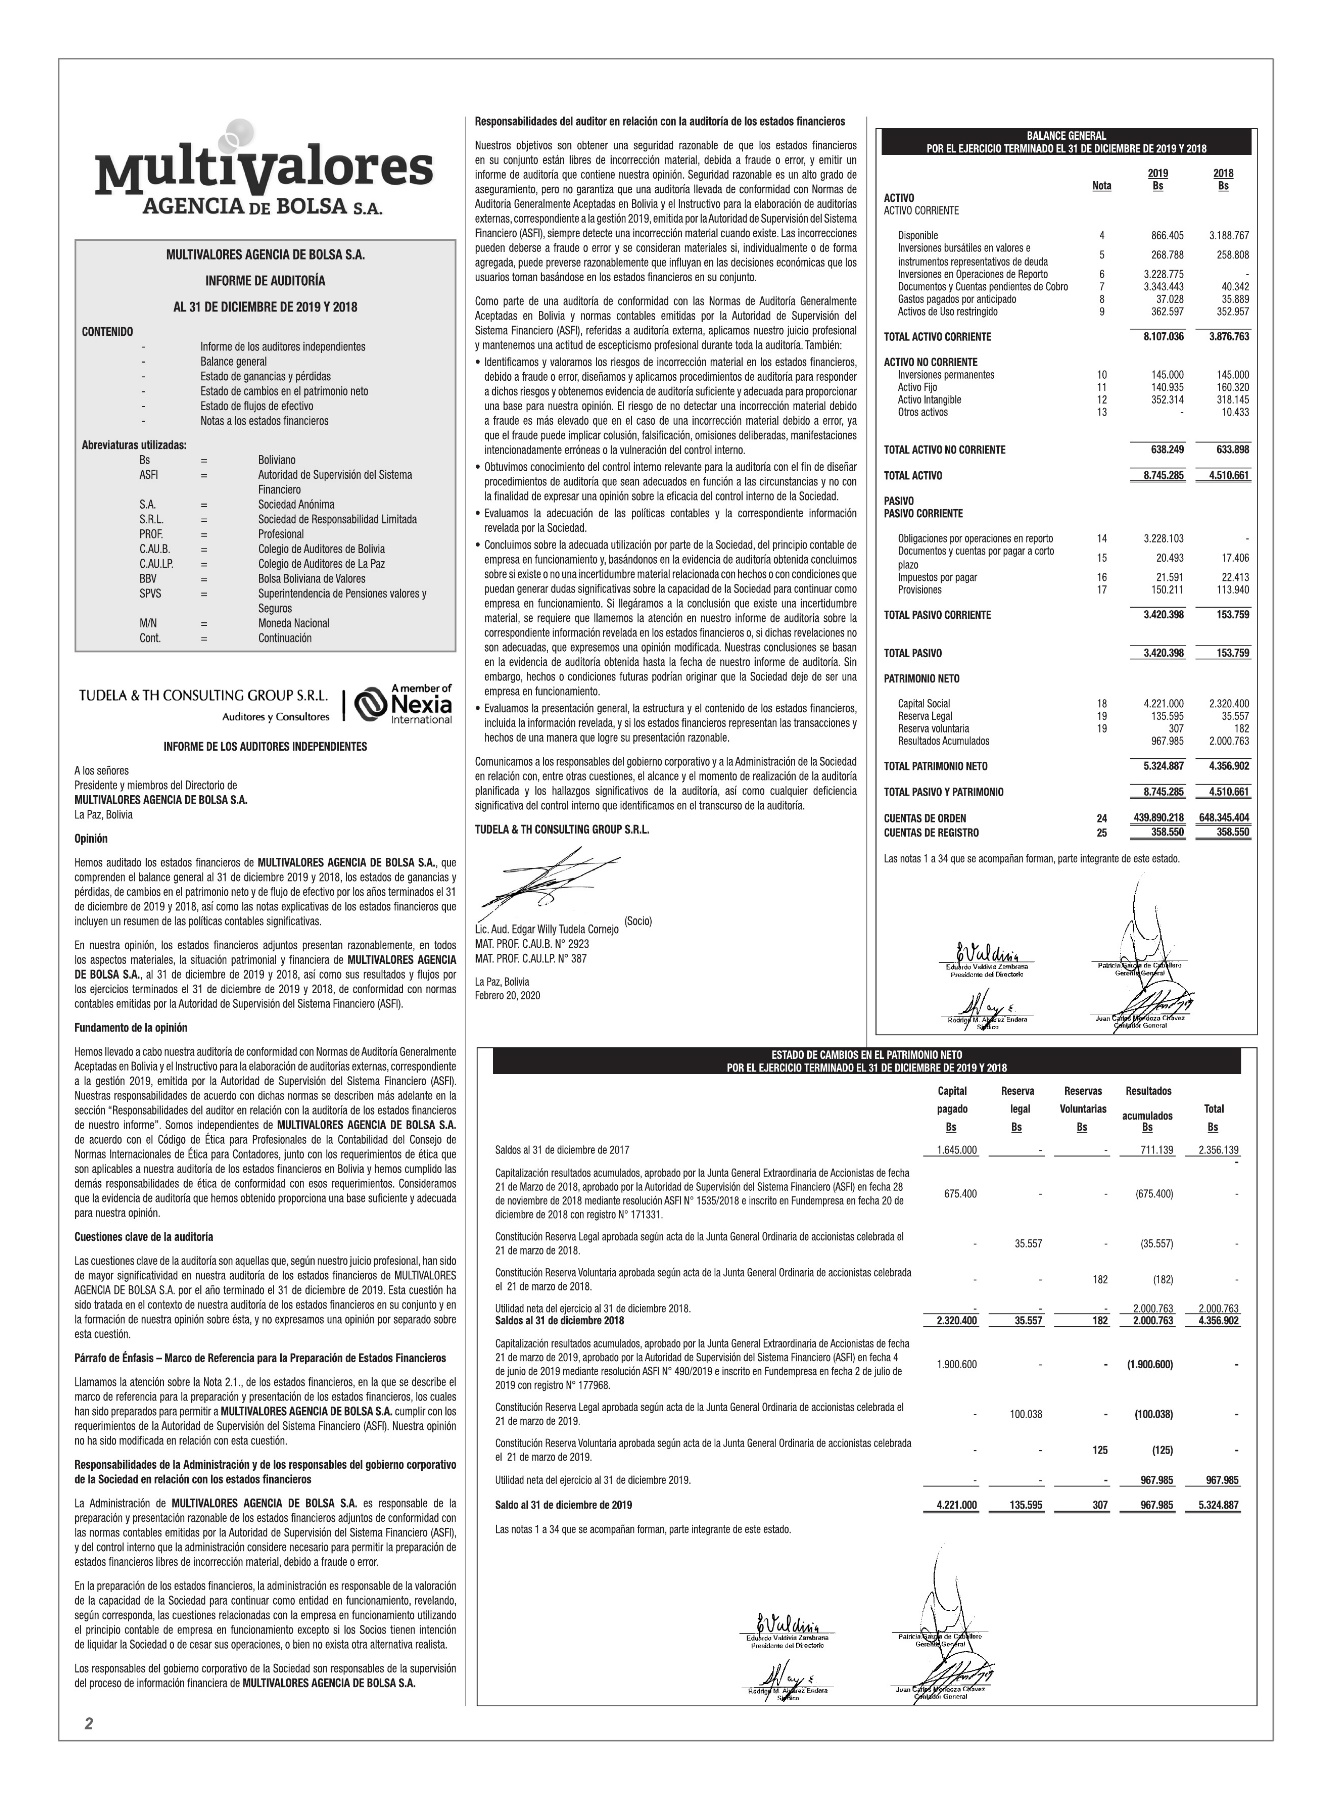 MultiValores
AGENCIA DE BOLSA S.A.
MULTIVALORES AGENCIA DE BOLSA S.A.
INFORME DE AUDITORÍA
AL 31 DE DICIEMBRE DE 2019 Y 2018
CONTENIDO
- Informe de los auditores independientes
- Balance general
- Estado de ganancias y pérdidas
- Estado de cambios en el patrimonio neto
- Estado de flujos de efectivo
- Notas a los estados financieros
Abreviaturas utilizadas:
Bs = Boliviano
ASFI = Autoridad de Supervisión del Sistema
Financiero
S.A. = Sociedad Anónima
S.R.L. = Sociedad de Responsabilidad Limitada
PROF. = Profesional
C.AU.B. = Colegio de Auditores de Bolivia
C.AU.LP. = Colegio de Auditores de La Paz
BBV = Bolsa Boliviana de Valores
SPVS = Superintendencia de Pensiones valores y
Seguros
M/N = Moneda Nacional
Cont. = Continuación
TUDELA & TH CONSULTING GROUP S.R.L.
Auditores y Consultores
A member of
Nexia
International
INFORME DE LOS AUDITORES INDEPENDIENTES
A los señores
Presidente y miembros del Directorio de
MULTIVALORES AGENCIA DE BOLSA S.A.
La Paz, Bolivia
Opinión
Hemos auditado los estados financieros de MULTIVALORES AGENCIA DE BOLSA S.A., que
comprenden el balance general al 31 de diciembre de 2019 y 2018, los estados de ganancias y
pérdidas, de cambios en el patrimonio neto y de flujo de efectivo por los años terminados el 31
de diciembre de 2019 y 2018, así como las notas explicativas de los estados financieros que
incluyen un resumen de las políticas contables significativas.
En nuestra opinión, los estados financieros adjuntos presentan razonablemente, en todos
los aspectos materiales, la situación patrimonial y financiera de MULTIVALORES AGENCIA
DE BOLSA S.A., al 31 de diciembre de 2019 y 2018, así como sus resultados y flujos por
los ejercicios terminados el 31 de diciembre de 2019 y 2018, de conformidad con normas
contables emitidas por la Autoridad de Supervisión del Sistema Financiero (ASFI).
Fundamento de la opinión
Hemos llevado a cabo nuestra auditoría de conformidad con Normas de Auditoría Generalmente
Aceptadas en Bolivia y el Instructivo para la elaboración de auditorías externas, correspondiente
a la gestión 2019, emitida por la Autoridad de Supervisión del Sistema Financiero (ASFI).
Nuestras responsabilidades de acuerdo con dichas normas se describen más adelante en la
sección “Responsabilidades del auditor en relación con la auditoría de los estados financieros
de nuestro informe”. Somos independientes de MULTIVALORES AGENCIA DE BOLSA S.A.
de acuerdo con el Código de Ética para Profesionales de la Contabilidad del Consejo de
Normas Internacionales de Ética para Contadores, junto con los requerimientos de ética que
son aplicables a nuestra auditoría de los estados financieros en Bolivia y hemos cumplido las
demás responsabilidades de ética de conformidad con esos requerimientos. Consideramos
que la evidencia de auditoría que hemos obtenido proporciona una base suficiente y adecuada
para nuestra opinión.
Cuestiones clave de la auditoría
Las cuestiones clave de la auditoría son aquellas que, según nuestro juicio profesional, han sido
de mayor significatividad en nuestra auditoría de los estados financieros de MULTIVALORES
AGENCIA DE BOLSA S.A. por el año terminado el 31 de diciembre de 2019. Esta cuestión ha
sido tratada en el contexto de nuestra auditoría de los estados financieros en su conjunto y en
la formación de nuestra opinión sobre ésta, y no expresamos una opinión por separado sobre
esta cuestión.
Párrafo de Énfasis – Marco de Referencia para la Preparación de Estados Financieros
Llamamos la atención sobre la Nota 2.1., de los estados financieros, en la que se describe el
marco de referencia para la preparación y presentación de los estados financieros, los cuales
han sido preparados para permitir a MULTIVALORES AGENCIA DE BOLSA S.A. cumplir con los
requerimientos de la Autoridad de Supervisión del Sistema Financiero (ASFI). Nuestra opinión
no ha sido modificada en relación con esta cuestión.
Responsabilidades de la Administración y de los responsables del gobierno corporativo
de la Sociedad en relación con los estados financieros
La Administración de MULTIVALORES AGENCIA DE BOLSA S.A. es responsable de la
preparación y presentación razonable de los estados financieros adjuntos de conformidad con
las normas contables emitidas por la Autoridad de Supervisión del Sistema Financiero (ASFI),
y del control interno que la administración considere necesario para permitir la preparación de
estados financieros libres de incorrección material, debido a fraude o error.
En la preparación de los estados financieros, la administración es responsable de la valoración
de la capacidad de la Sociedad para continuar como entidad en funcionamiento, revelando,
según corresponda, las cuestiones relacionadas con la empresa en funcionamiento utilizando
el principio contable de empresa en funcionamiento excepto si los Socios tienen intención
de liquidar la Sociedad o de cesar sus operaciones, o bien no exista otra alternativa realista.
Los responsables del gobierno corporativo de la Sociedad son responsables de la supervisión
del proceso de información financiera de MULTIVALORES AGENCIA DE BOLSA S.A.
2
Responsabilidades del auditor en relación con la auditoría de los estados financieros
Nuestros objetivos son obtener una seguridad razonable de que los estados financieros
en su conjunto están libres de incorrección material, debida a fraude o error, y emitir un
informe de auditoría que contiene nuestra opinión. Seguridad razonable es un alto grado de
aseguramiento, pero no garantiza que una auditoría llevada de conformidad con Normas de
Auditoría Generalmente Aceptadas en Bolivia y el Instructivo para la elaboración de auditorías
externas, correspondiente a la gestión 2019, emitida por la Autoridad de Supervisión del Sistema
Financiero (ASFI), siempre detecte una incorrección material cuando existe. Las incorrecciones
pueden deberse a fraude o error y se consideran materiales si, individualmente o de forma
agregada, puede preverse razonablemente que influyan en las decisiones económicas que los
usuarios toman basándose en los estados financieros en su conjunto.
Como parte de una auditoría de conformidad con las Normas de Auditoría Generalmente
Aceptadas en Bolivia y normas contables emitidas por la Autoridad de Supervisión del
Sistema Financiero (ASFI), referidas a auditoría externa, aplicamos nuestro juicio profesional
y mantenemos una actitud de escepticismo profesional durante toda la auditoría. También:
• Identificamos y valoramos los riesgos de incorrección material en los estados financieros,
debido a fraude o error, diseñamos y aplicamos procedimientos de auditoría para responder
a dichos riesgos y obtenemos evidencia de auditoría suficiente y adecuada para proporcionar
una base para nuestra opinión. El riesgo de no detectar una incorrección material debido
a fraude es más elevado que en el caso de una incorrección material debido a error, ya
que el fraude puede implicar colusión, falsificación, omisiones deliberadas, manifestaciones
intencionadamente erróneas o la vulneración del control interno.
• Obtuvimos conocimiento del control interno relevante para la auditoría con el fin de diseñar
procedimientos de auditoría que sean adecuados en función a las circunstancias y no con
la finalidad de expresar una opinión sobre la eficacia del control interno de la Sociedad.
• Evaluamos la adecuación de las políticas contables y la correspondiente información
revelada por la Sociedad.
• Concluimos sobre la adecuada utilización por parte de la Sociedad, del principio contable de
empresa en funcionamiento y, basándonos en la evidencia de auditoría obtenida concluimos
sobre si existe o no una incertidumbre material relacionada con hechos o con condiciones que
puedan generar dudas significativas sobre la capacidad de la Sociedad para continuar como
empresa en funcionamiento. Si llegáramos a la conclusión que existe una incertidumbre
material, se requiere que llamemos la atención en nuestro informe de auditoría sobre la
correspondiente información revelada en los estados financieros o, si dichas revelaciones no
son adecuadas, que expresemos una opinión modificada. Nuestras conclusiones se basan
en la evidencia de auditoría obtenida hasta la fecha de nuestro informe de auditoría. Sin
embargo, hechos o condiciones futuras podrían originar que la Sociedad deje de ser una
empresa en funcionamiento.
• Evaluamos la presentación general, la estructura y el contenido de los estados financieros,
incluida la información revelada, y si los estados financieros representan las transacciones y
hechos de una manera que logre su presentación razonable.
Comunicamos a los responsables del gobierno corporativo y a la Administración de la Sociedad
en relación con, entre otras cuestiones, el alcance y el momento de realización de la auditoría
planificada y los hallazgos significativos de la auditoría, así como cualquier deficiencia
significativa del control interno que identificamos en el transcurso de la auditoría.
TUDELA & TH CONSULTING GROUP S.R.L.
(Socio)
Lic. Aud. Edgar Willy Tudela Cornejo
MAT. PROF. C.AU.B. N° 2923
MAT. PROF. C.AU.LP. N° 387
La Paz, Bolivia
Febrero 20, 2020
BALANCE GENERAL
POR EL EJERCICIO TERMINADO EL 31 DE DICIEMBRE DE 2019 Y 2018
2019 2018
Nota Bs Bs
ACTIVO
ACTIVO CORRIENTE
Disponible 4 866.405 3.188.767
Inversiones bursátiles en valores e
instrumentos representativos de deuda 5 268.788 258.808
Inversiones en Operaciones de Reporto 6 3.228.775 -
Documentos y Cuentas pendientes de Cobro 7 3.343.443 40.342
Gastos pagados por anticipado 8 37.028 35.889
Activos de Uso restringido 9 362.597 352.957
TOTAL ACTIVO CORRIENTE 8.107.036 3.876.763
ACTIVO NO CORRIENTE
Inversiones permanentes 10 145.000 145.000
Activo Fijo 11 140.935 160.320
Activo Intangible 12 352.314 318.145
Otros activos 13 - 10.433
TOTAL ACTIVO NO CORRIENTE 638.249 633.898
TOTAL ACTIVO 8.745.285 4.510.661
PASIVO
PASIVO CORRIENTE
Obligaciones por operaciones en reporto 14 3.228.103 -
Documentos y cuentas por pagar a corto
plazo 15 20.493 17.406
Impuestos por pagar 16 21.591 22.413
Provisiones 17 150.211 113.940
TOTAL PASIVO CORRIENTE 3.420.398 153.759
TOTAL PASIVO 3.420.398 153.759
PATRIMONIO NETO
Capital Social 18 4.221.000 2.320.400
Reserva Legal 19 135.595 35.557
Reserva voluntaria 19 307 182
Resultados Acumulados 967.985 2.000.763
TOTAL PATRIMONIO NETO 5.324.887 4.356.902
TOTAL PASIVO Y PATRIMONIO 8.745.285 4.510.661
CUENTAS DE ORDEN 24 439.890.218 648.345.404
CUENTAS DE REGISTRO 25 358.550 358.550
Las notas 1 a 34 que se acompañan forman, parte integrante de este estado.
EValdivia
Eduardo Valdivia Zambrana
Presidente del Directorio
Patricia García de Caballero
Gerente General
Rodrigo M. Alvarez Endara
Síndico
Juan Carlos Mendoza Chavez
Contador General
ESTADO DE CAMBIOS EN EL PATRIMONIO NETO
POR EL EJERCICIO TERMINADO EL 31 DE DICIEMBRE DE 2019 Y 2018
Capital Reserva Reservas Resultados
pagado legal Voluntarias acumulados Total
Bs Bs Bs Bs Bs
Saldos al 31 de diciembre de 2017 1.645.000 - - 711.139 2.356.139
-
Capitalización resultados acumulados, aprobado por la Junta General Extraordinaria de Accionistas de fecha
21 de Marzo de 2018, aprobado por la Autoridad de Supervisión del Sistema Financiero (ASFI) en fecha 28
de noviembre de 2018 mediante resolución ASFI N° 1535/2018 e inscrito en Fundempresa en fecha 20 de 675.400 - - (675.400) -
diciembre de 2018 con registro N° 171331.
Constitución Reserva Legal aprobada según acta de la Junta General Ordinaria de accionistas celebrada el
21 de marzo de 2018. - 35.557 - (35.557) -
Constitución Reserva Voluntaria aprobada según acta de la Junta General Ordinaria de accionistas celebrada
el 21 de marzo de 2018. - - 182 (182) -
Utilidad neta del ejercicio al 31 de diciembre 2018. - - - 2.000.763 2.000.763
Saldos al 31 de diciembre 2018 2.320.400 35.557 182 2.000.763 4.356.902
Capitalización resultados acumulados, aprobado por la Junta General Extraordinaria de Accionistas de fecha
21 de marzo de 2019, aprobado por la Autoridad de Supervisión del Sistema Financiero (ASFI) en fecha 4
de junio de 2019 mediante resolución ASFI N° 490/2019 e inscrito en Fundempresa en fecha 2 de julio de 1.900.600 - - (1.900.600) -
2019 con registro N° 177968.
Constitución Reserva Legal aprobada según acta de la Junta General Ordinaria de accionistas celebrada el
21 de marzo de 2019. - 100.038 - (100.038) -
Constitución Reserva Voluntaria aprobada según acta de la Junta General Ordinaria de accionistas celebrada
el 21 de marzo de 2019. - - 125 (125) -
Utilidad neta del ejercicio al 31 de diciembre 2019. - - - 967.985 967.985
Saldo al 31 de diciembre de 2019 4.221.000 135.595 307 967.985 5.324.887
Las notas 1 a 34 que se acompañan forman, parte integrante de este estado.
EValdivia
Eduardo Valdivia Zambrana
Presidente del Directorio
Patricia García de Caballero
Gerente General
Rodrigo M. Alvarez Endara
Síndico
Juan Carlos Mendoza Chavez
Contador General